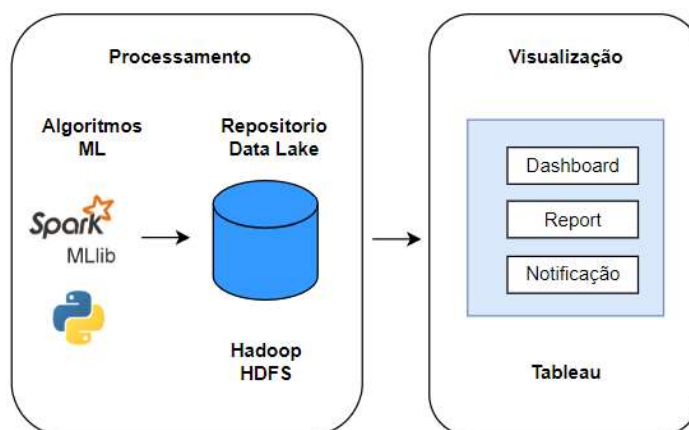 Processamento
Algoritmos
ML
Repositorio
Data Lake
Spark
MLlib
Hadoop
HDFS
Visualização
Dashboard
Report
Notificação
Tableau